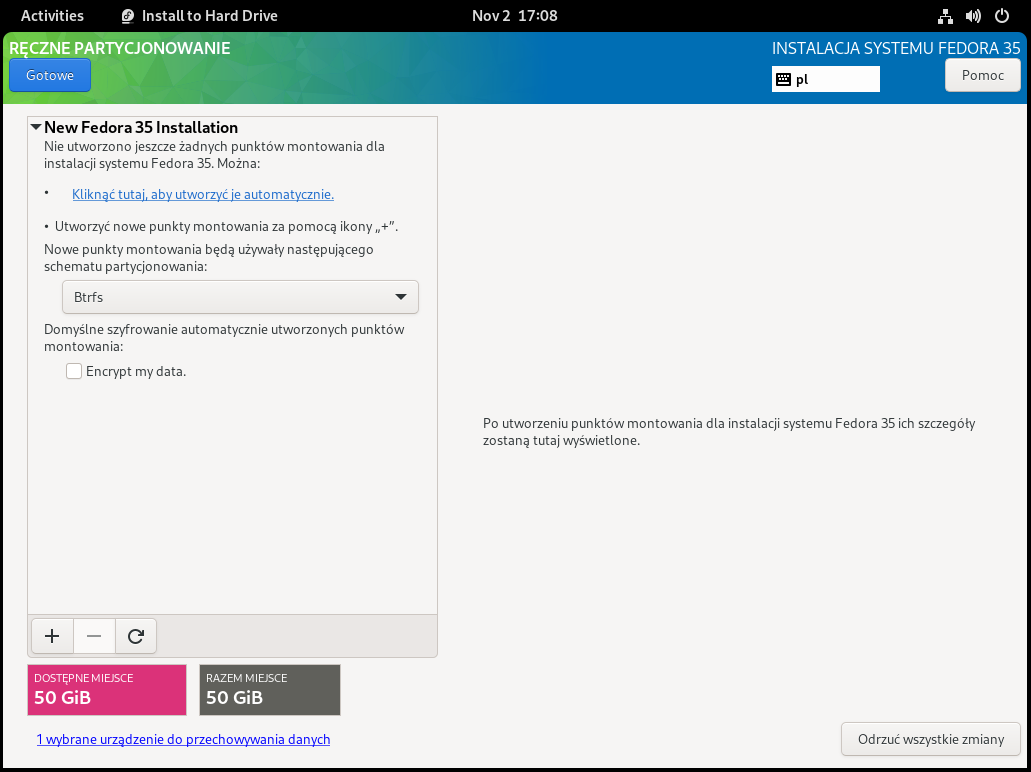 Activities
Install to Hard Drive
Nov 2 17:08
RĘCZNE PARTYCJONOWANIE
INSTALACJA SYSTEMU FEDORA 35
Gotowe
pl
Pomoc
New Fedora 35 Installation
Nie utworzono jeszcze żadnych punktów montowania dla
instalacji systemu Fedora 35. Można:
• Kliknąć tutaj, aby utworzyć je automatycznie.
• Utworzyć nowe punkty montowania za pomocą ikony „+”.
Nowe punkty montowania będą używały następującego
schematu partycjonowania:
Btrfs
Domyślne szyfrowanie automatycznie utworzonych punktów
montowania:
Encrypt my data.
Po utworzeniu punktów montowania dla instalacji systemu Fedora 35 ich szczegóły
zostaną tutaj wyświetlone.
DOSTĘPNE MIEJSCE
50 GiB
RAZEM MIEJSCE
50 GiB
1 wybrane urządzenie do przechowywania danych
Odrzuć wszystkie zmiany